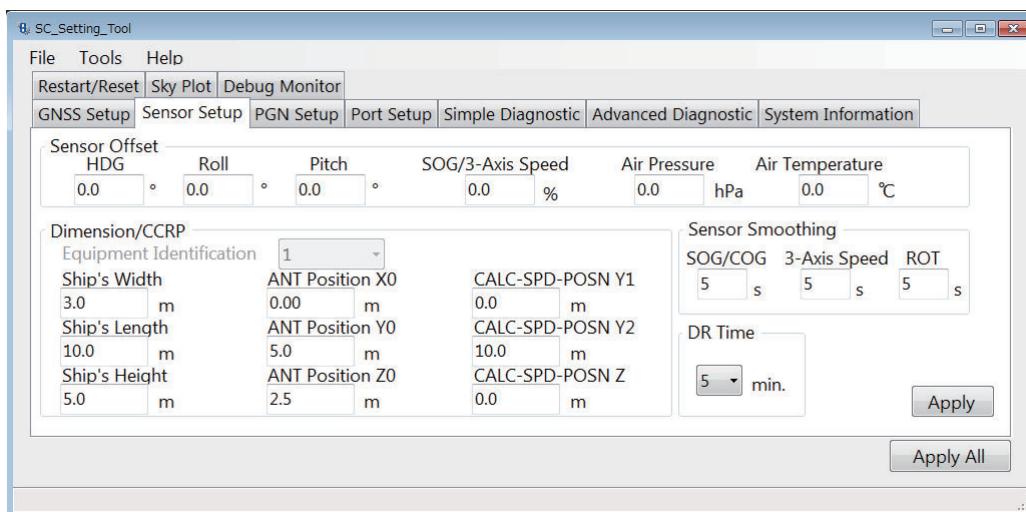 SC_Setting_Tool
File Tools Help
Restart/Reset Sky Plot Debug Monitor
GNSS Setup Sensor Setup PGN Setup Port Setup Simple Diagnostic Advanced Diagnostic System Information
Sensor Offset
HDG Roll Pitch SOG/3-Axis Speed Air Pressure Air Temperature
0.0 ° 0.0 ° 0.0 ° 0.0 % 0.0 hPa 0.0 ℃
Dimension/CCRP
Equipment Identification 1
Ship's Width ANT Position X0 CALC-SPD-POSN Y1
3.0 m 0.00 m 0.0 m
Ship's Length ANT Position Y0 CALC-SPD-POSN Y2
10.0 m 5.0 m 10.0 m
Ship's Height ANT Position Z0 CALC-SPD-POSN Z
5.0 m 2.5 m 0.0 m
Sensor Smoothing
SOG/COG 3-Axis Speed ROT
5 s 5 s 5 s
DR Time
5 min.
Apply
Apply All